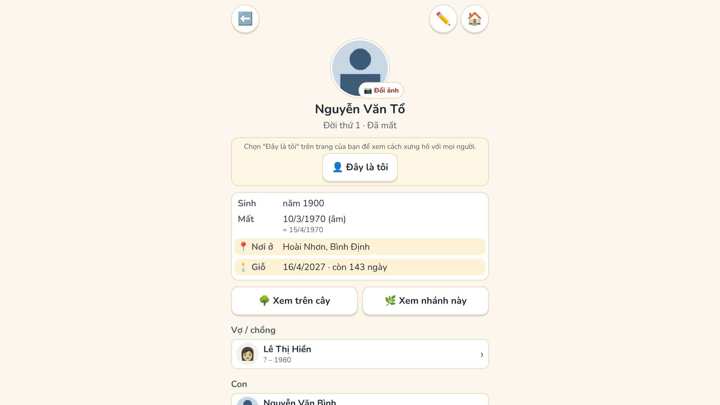 Đổi ảnh
Nguyễn Văn Tổ
Đời thứ 1 · Đã mất
Chọn "Đây là tôi" trên trang của bạn để xem cách xưng hô với mọi người.
Đây là tôi
Sinh năm 1900
Mất 10/3/1970 (âm)
≈ 15/4/1970
Nơi ở Hoài Nhơn, Bình Định
Giỗ 16/4/2027 · còn 143 ngày
Xem trên cây
Xem nhánh này
Vợ / chồng
Lê Thị Hiền
? – 1980
Con
Nguyễn Văn Bình